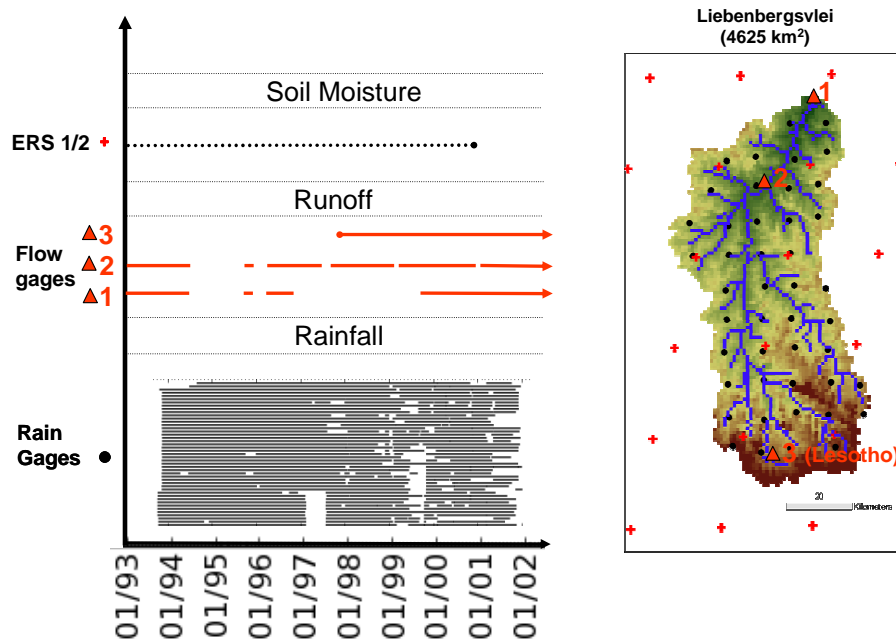 Liebenbergsvlei
(4625 km²)
Soil Moisture
ERS 1/2
Runoff
3
Flow
gages
2
1
Rainfall
Rain
Gages
01/93
01/94
01/95
01/96
01/97
01/98
01/99
01/00
01/01
01/02
1
2
3 (Lesotho)
20
Kilometers